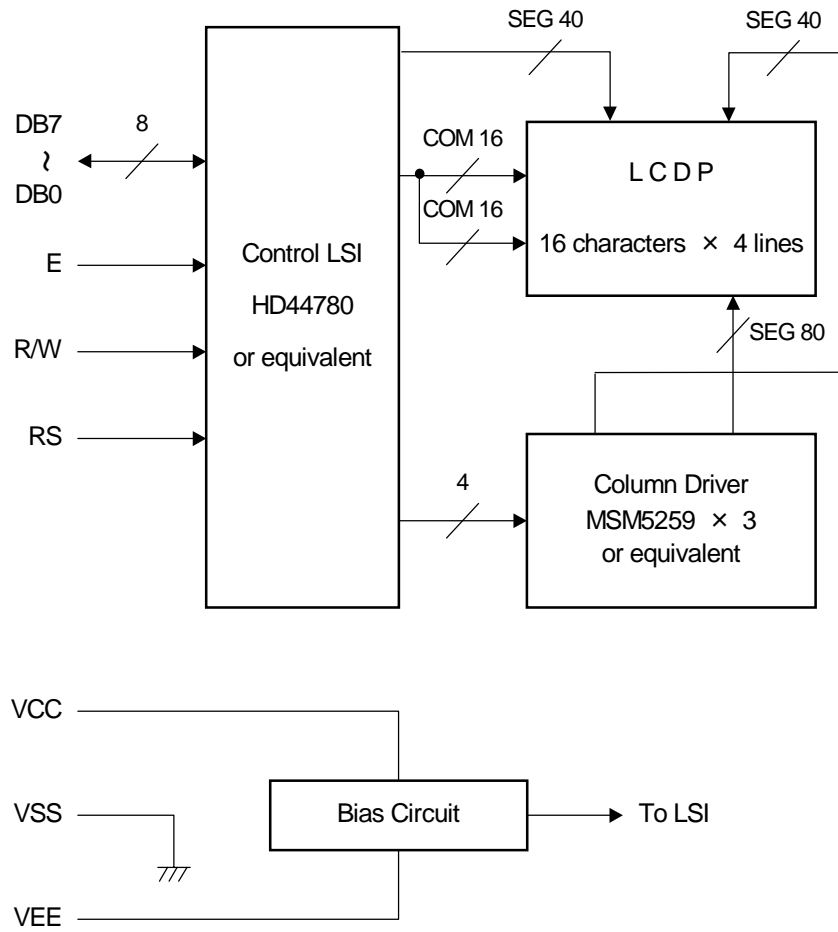 SEG 40
SEG 40
DB7
~
DB0
8
COM 16
COM 16
L C D P
16 characters × 4 lines
E
Control LSI
HD44780
or equivalent
R/W
SEG 80
RS
4
Column Driver
MSM5259 × 3
or equivalent
VCC
VSS
Bias Circuit
To LSI
VEE